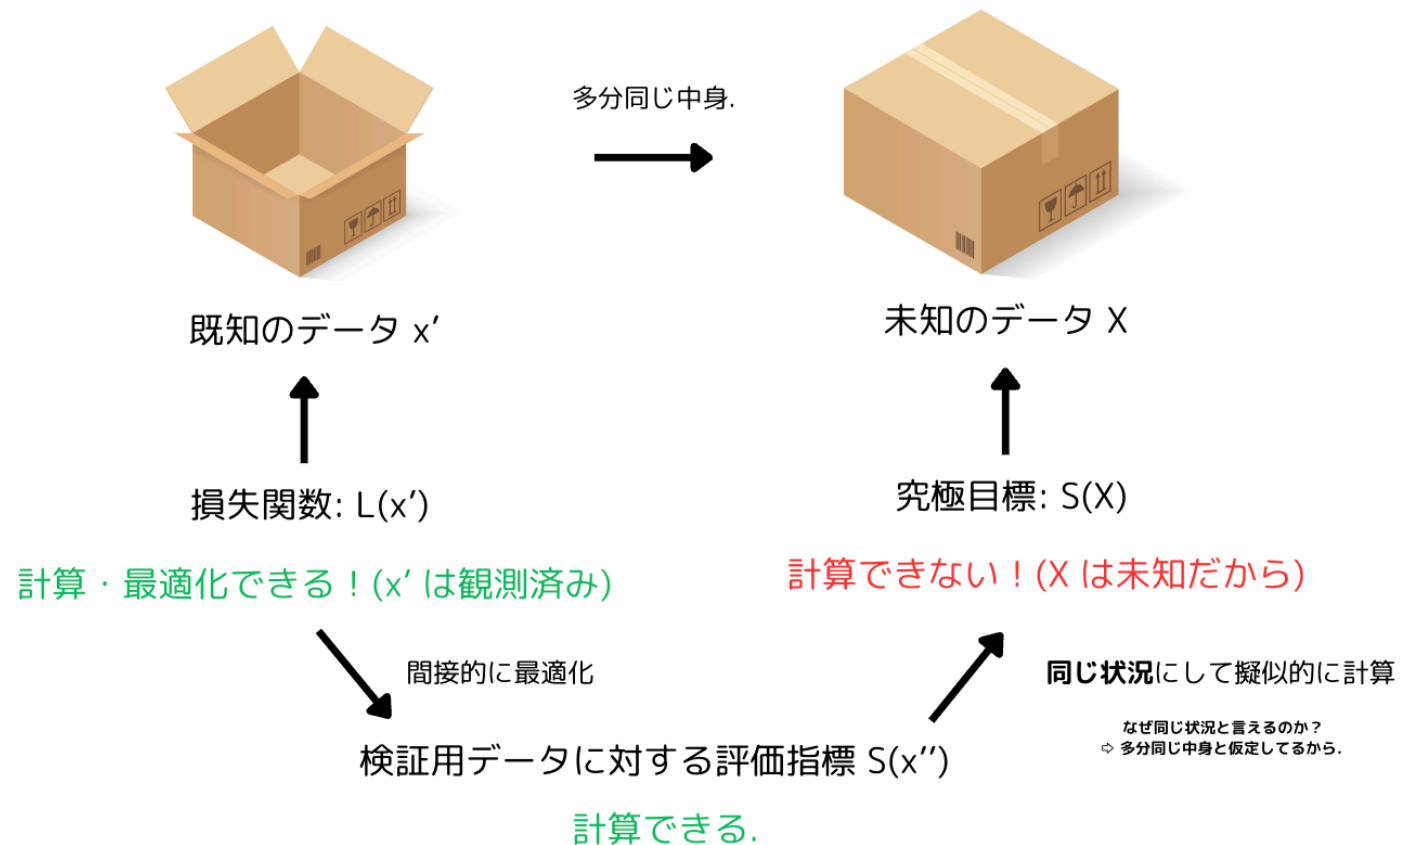 多分同じ中身.
既知のデータ x′
未知のデータ X
損失関数: L(x′)
究極目標: S(X)
計算・最適化できる！(x′ は観測済み)
計算できない！(X は未知だから)
間接的に最適化
同じ状況にして擬似的に計算
なぜ同じ状況と言えるのか？
⇨ 多分同じ中身と仮定してるから.
検証用データに対する評価指標 S(x′′)
計算できる.